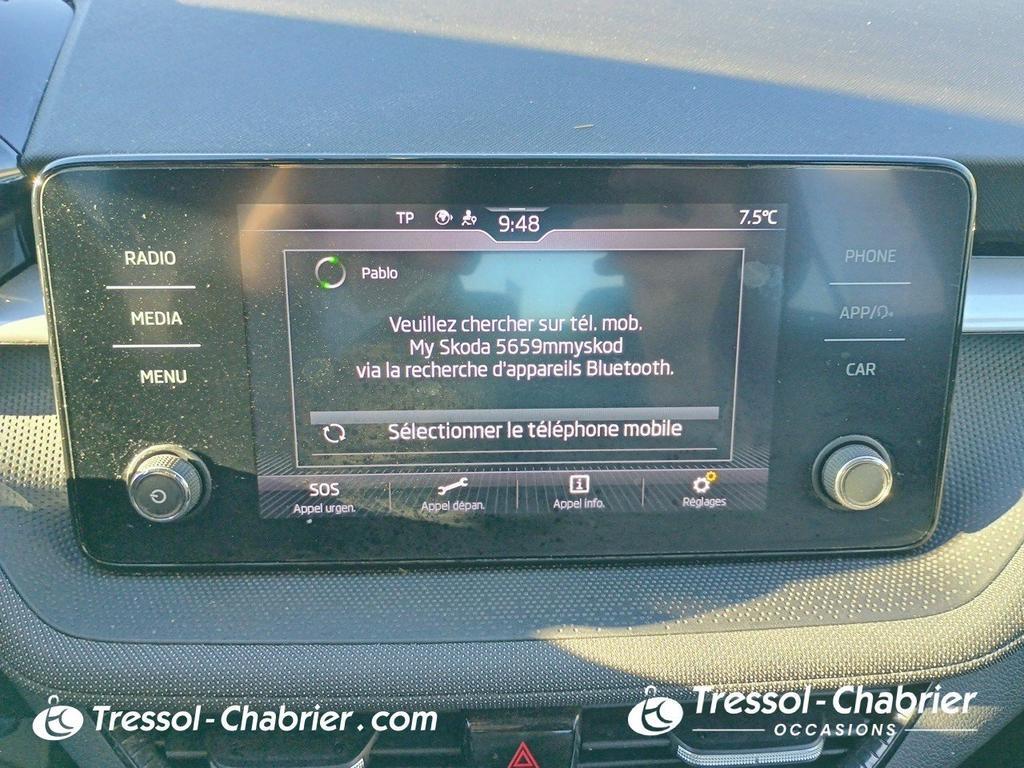 TP 9:48 7.5°C
RADIO
MEDIA
MENU
Pablo
Veuillez chercher sur tél. mob.
My Skoda 5659mmyskod
via la recherche d'appareils Bluetooth.
Sélectionner le téléphone mobile
SOS
Appel urgen.
Appel dépan.
i
Appel info.
Réglages
PHONE
APP/
CAR
Tressol-Chabrier.com
Tressol-Chabrier
OCCASIONS